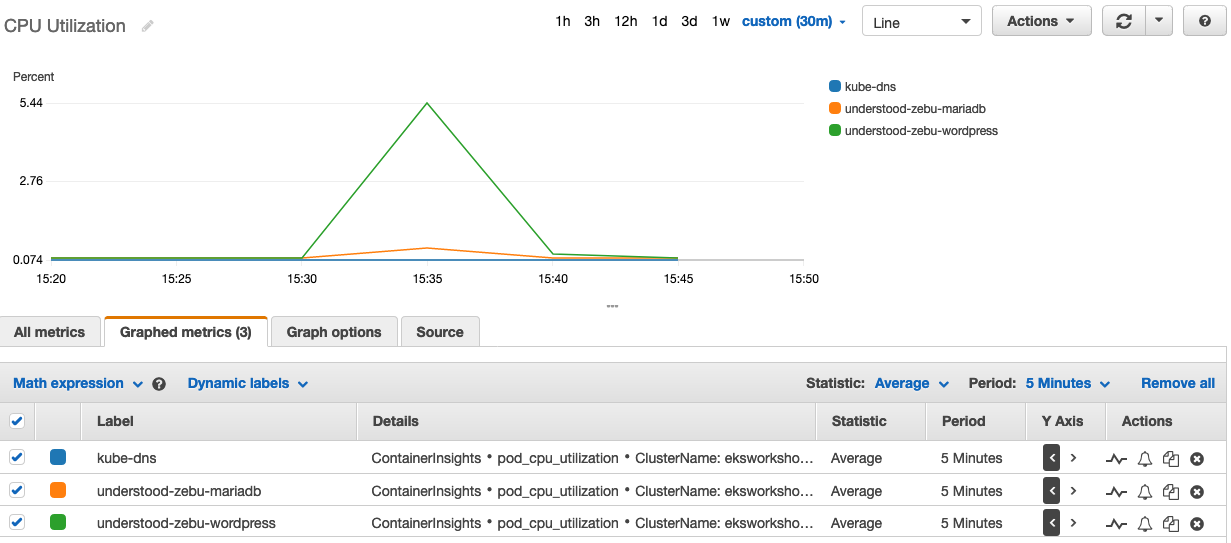 CPU Utilization
1h 3h 12h 1d 3d 1w custom (30m) Line Actions ?
Percent
5.44
2.76
0.074
15:20 15:25 15:30 15:35 15:40 15:45 15:50
kube-dns
understood-zebu-mariadb
understood-zebu-wordpress
All metrics Graphed metrics (3) Graph options Source
Math expression ? Dynamic labels Statistic: Average Period: 5 Minutes Remove all
Label Details Statistic Period Y Axis Actions
kube-dns ContainerInsights • pod_cpu_utilization • ClusterName: eksworksho... Average 5 Minutes < >
understood-zebu-mariadb ContainerInsights • pod_cpu_utilization • ClusterName: eksworksho... Average 5 Minutes < >
understood-zebu-wordpress ContainerInsights • pod_cpu_utilization • ClusterName: eksworksho... Average 5 Minutes < >